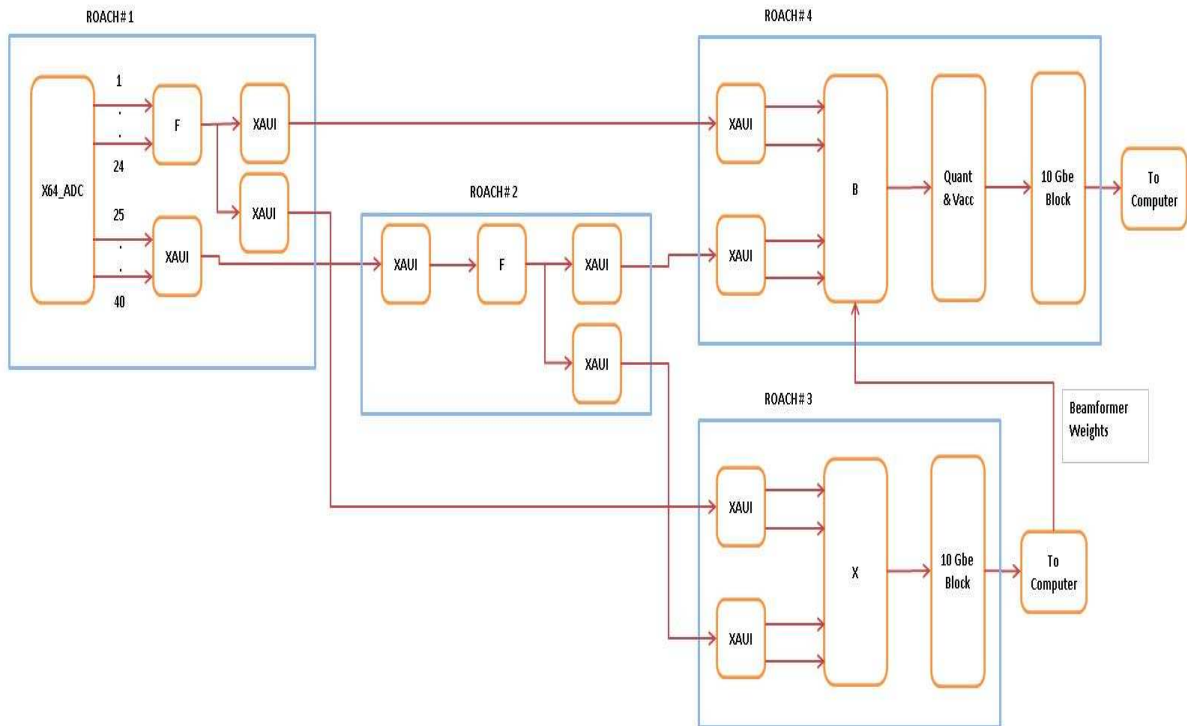 ROACH# 1
X64_ADC
1
.
.
24
25
.
.
40
F
XAUI
XAUI
XAUI
ROACH# 2
XAUI
F
XAUI
XAUI
ROACH# 4
XAUI
XAUI
B
Quant
& Vacc
10 Gbe
Block
To
Computer
Beamformer
Weights
ROACH# 3
XAUI
XAUI
X
10 Gbe
Block
To
Computer